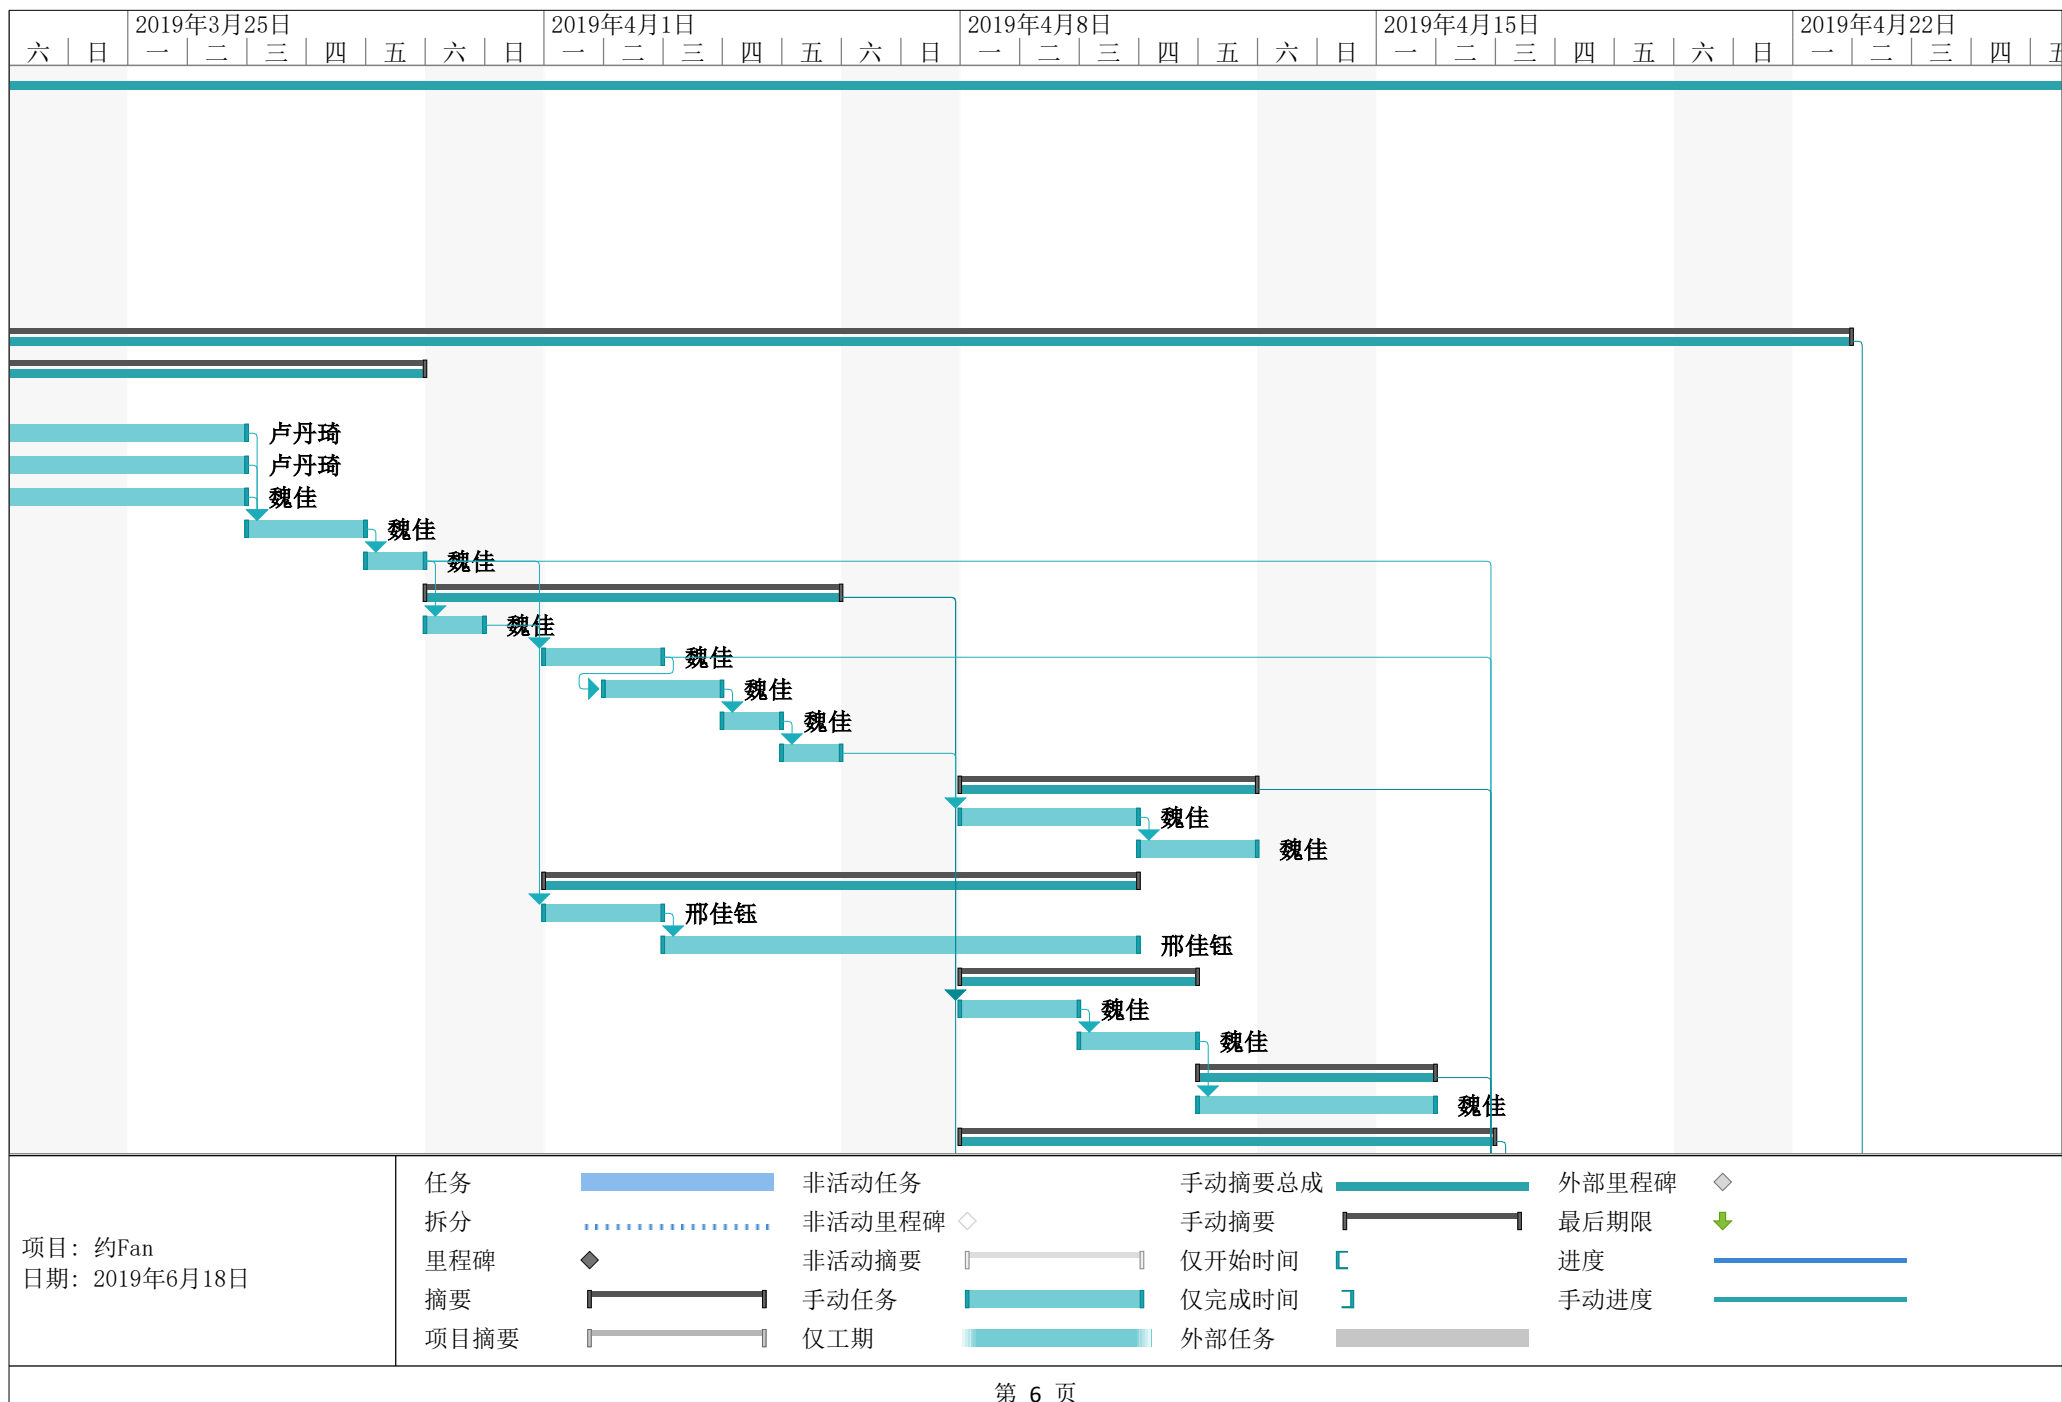 2019年3月25日 2019年4月1日 2019年4月8日 2019年4月15日 2019年4月22日
六 日 一 二 三 四 五 六 日 一 二 三 四 五 六 日 一 二 三 四 五 六 日 一 二 三 四 五 六 日 一 二 三 四 五
卢丹琦
卢丹琦
魏佳
魏佳
魏佳
魏佳
魏佳
魏佳
魏佳
魏佳
魏佳
邢佳钰
邢佳钰
魏佳
魏佳
魏佳
项目: 约Fan
日期: 2019年6月18日
任务 非活动任务 手动摘要总成 外部里程碑
拆分 非活动里程碑 手动摘要 最后期限
里程碑 非活动摘要 仅开始时间 进度
摘要 手动任务 仅完成时间 手动进度
项目摘要 仅工期 外部任务
第 6 页